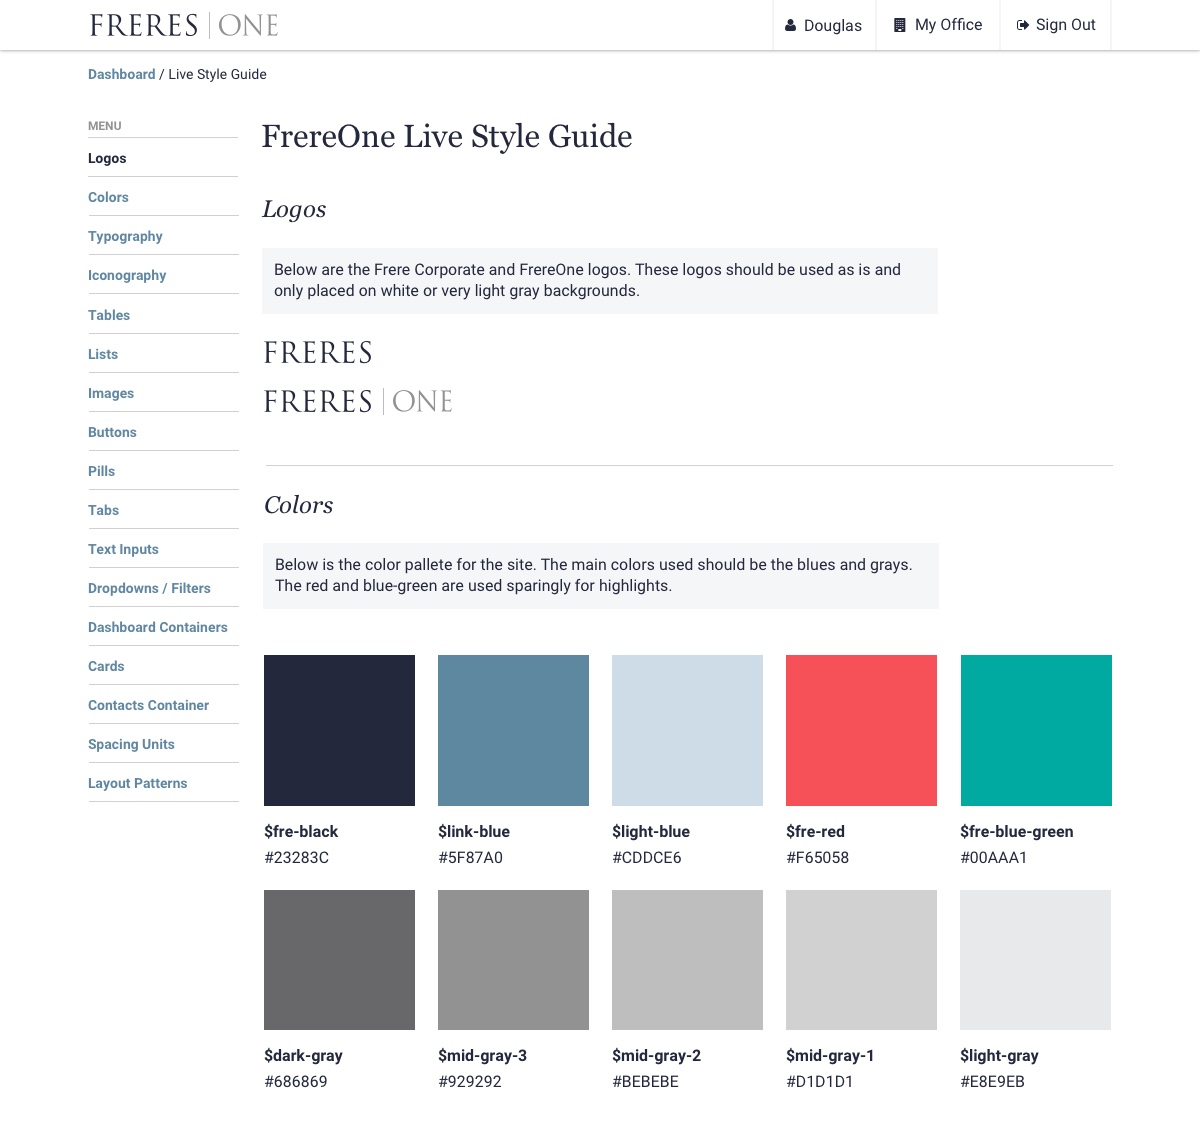 FRERES | ONE
Douglas
My Office
Sign Out
Dashboard / Live Style Guide
MENU
Logos
Colors
Typography
Iconography
Tables
Lists
Images
Buttons
Pills
Tabs
Text Inputs
Dropdowns / Filters
Dashboard Containers
Cards
Contacts Container
Spacing Units
Layout Patterns
FrereOne Live Style Guide
Logos
Below are the Frere Corporate and FrereOne logos. These logos should be used as is and
only placed on white or very light gray backgrounds.
FRERES
FRERES | ONE
Colors
Below is the color pallete for the site. The main colors used should be the blues and grays.
The red and blue-green are used sparingly for highlights.
$fre-black
#23283C
$link-blue
#5F87A0
$light-blue
#CDDCE6
$fre-red
#F65058
$fre-blue-green
#00AAA1
$dark-gray
#686869
$mid-gray-3
#929292
$mid-gray-2
#BEBEBE
$mid-gray-1
#D1D1D1
$light-gray
#E8E9EB